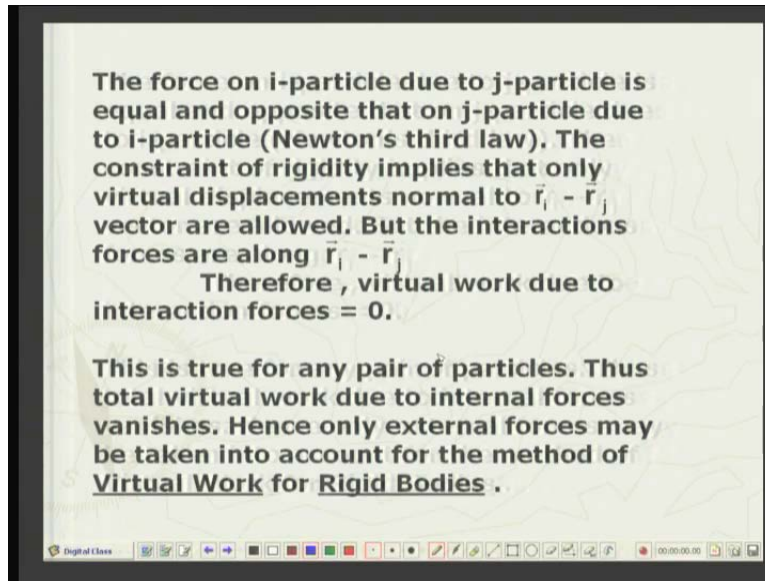 The force on i-particle due to j-particle is
equal and opposite that on j-particle due
to i-particle (Newton's third law). The
constraint of rigidity implies that only
virtual displacements normal to r⃗ᵢ - r⃗ⱼ
vector are allowed. But the interactions
forces are along r⃗ᵢ - r⃗ⱼ
Therefore , virtual work due to
interaction forces = 0.
This is true for any pair of particles. Thus
total virtual work due to internal forces
vanishes. Hence only external forces may
be taken into account for the method of
Virtual Work for Rigid Bodies .
Digital Class 00:00:00.00